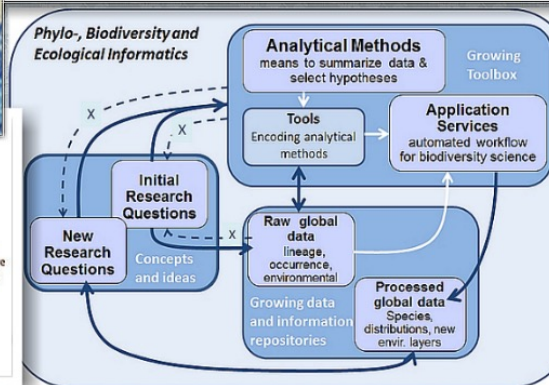 Phylo-, Biodiversity and
Ecological Informatics
Analytical Methods
means to summarize data &
select hypotheses
Growing
Toolbox
Tools
Encoding analytical
methods
Application
Services
automated workflow
for biodiversity science
X
X
Initial
Research
Questions
New
Research
Questions
Concepts
and ideas
X
Raw global
data
lineage,
occurrence,
environmental
Growing data
and information
repositories
Processed
global data
Species,
distributions, new
envir. layers